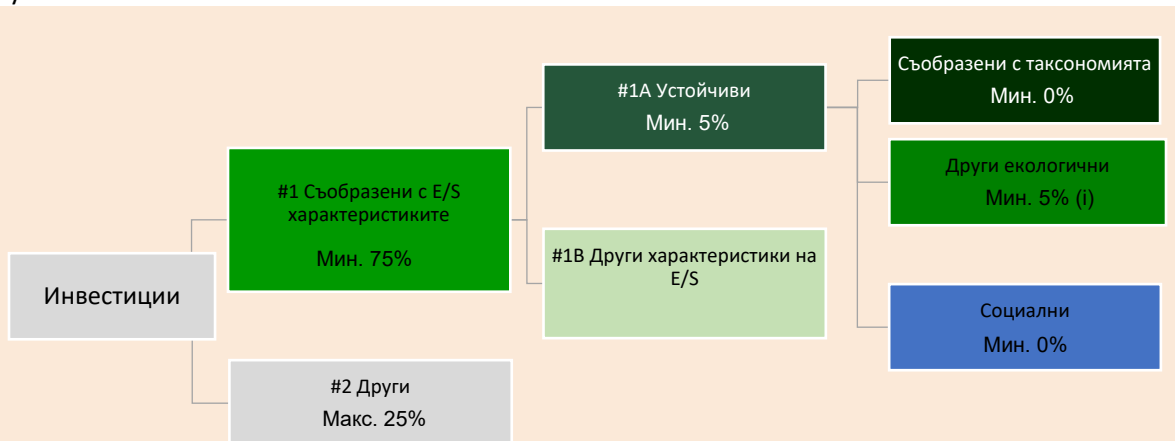 Съобразени с таксономията
Мин. 0%
#1A Устойчиви
Мин. 5%
Други екологични
Мин. 5% (i)
#1 Съобразени с E/S
характеристиките
Мин. 75%
#1B Други характеристики на
E/S
Инвестиции
Социални
Мин. 0%
#2 Други
Макс. 25%